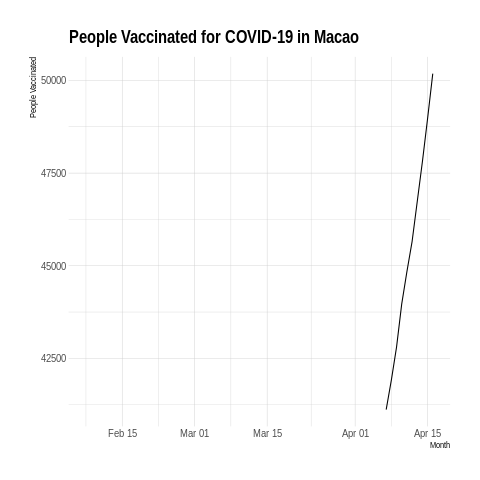 People Vaccinated for COVID-19 in Macao
People Vaccinated
50000
47500
45000
42500
Feb 15
Mar 01
Mar 15
Apr 01
Apr 15
Month